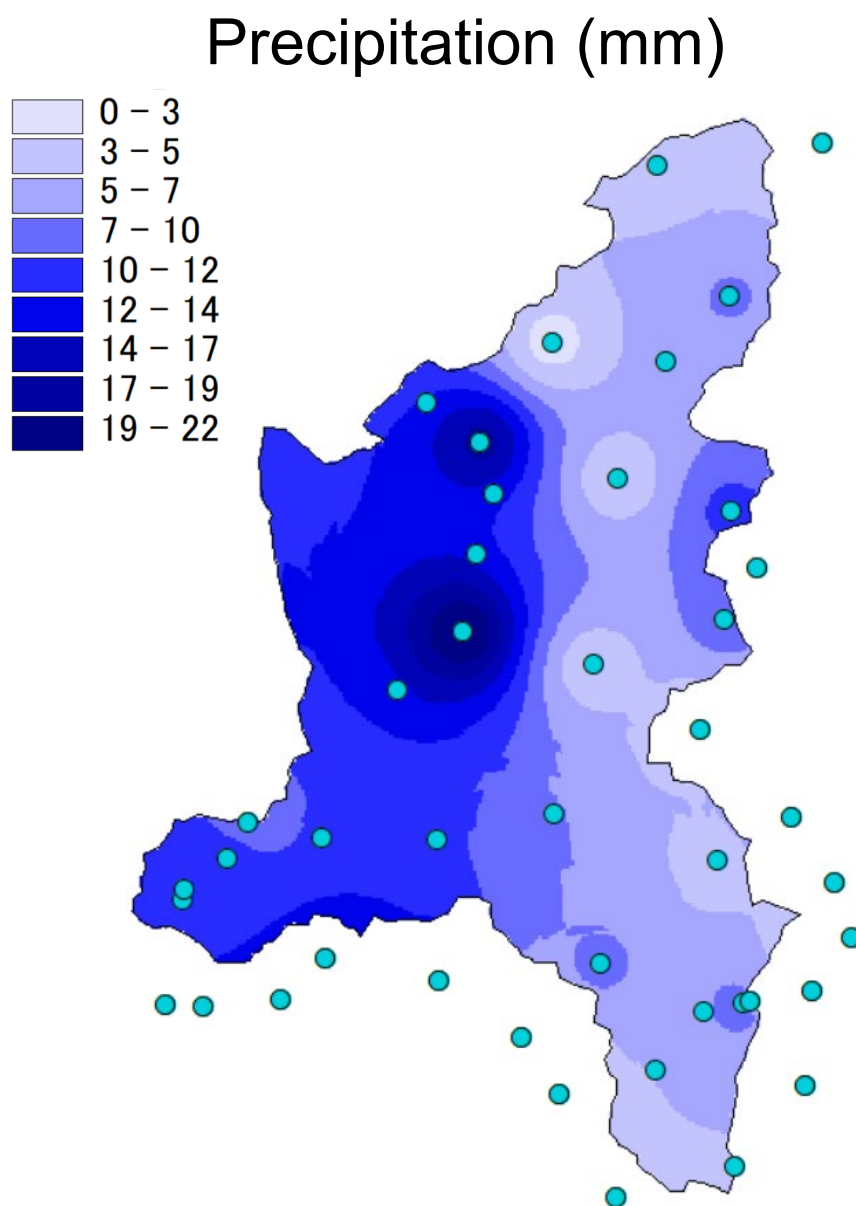 Precipitation (mm)
0 – 3
3 – 5
5 – 7
7 – 10
10 – 12
12 – 14
14 – 17
17 – 19
19 – 22